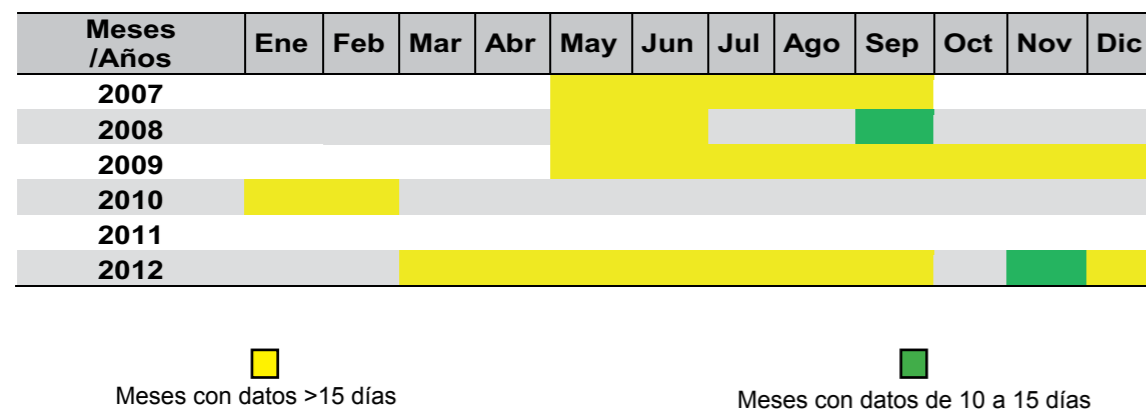 Meses
/Años
Ene Feb Mar Abr May Jun Jul Ago Sep Oct Nov Dic
2007
2008
2009
2010
2011
2012
Meses con datos >15 días
Meses con datos de 10 a 15 días